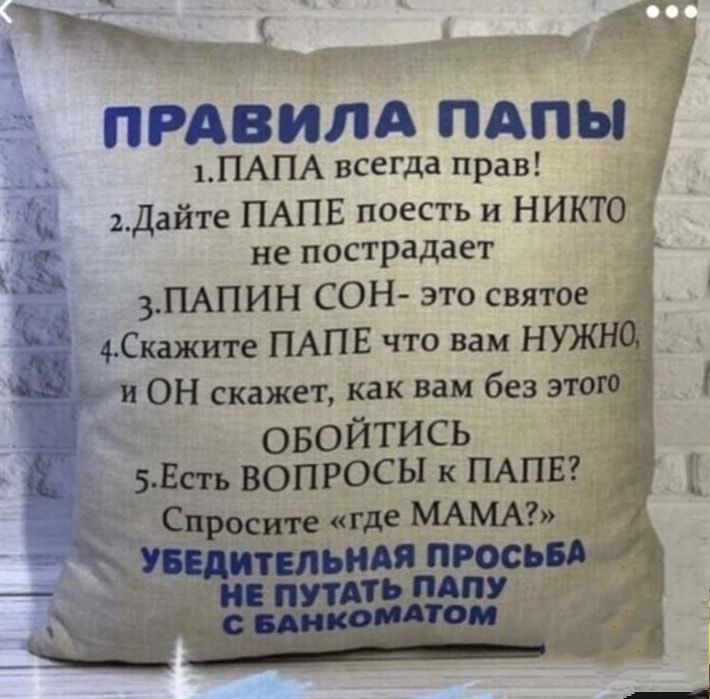 ПРАВИЛА ПАПЫ
1.ПАПА всегда прав!
2.Дайте ПАПЕ поесть и НИКТО
не пострадает
3.ПАПИН СОН- это святое
4.Скажите ПАПЕ что вам НУЖНО,
и ОН скажет, как вам без этого
ОБОЙТИСЬ
5.Есть ВОПРОСЫ к ПАПЕ?
Спросите «где МАМА?»
УБЕДИТЕЛЬНАЯ ПРОСЬБА
НЕ ПУТАТЬ ПАПУ
С БАНКОМАТОМ